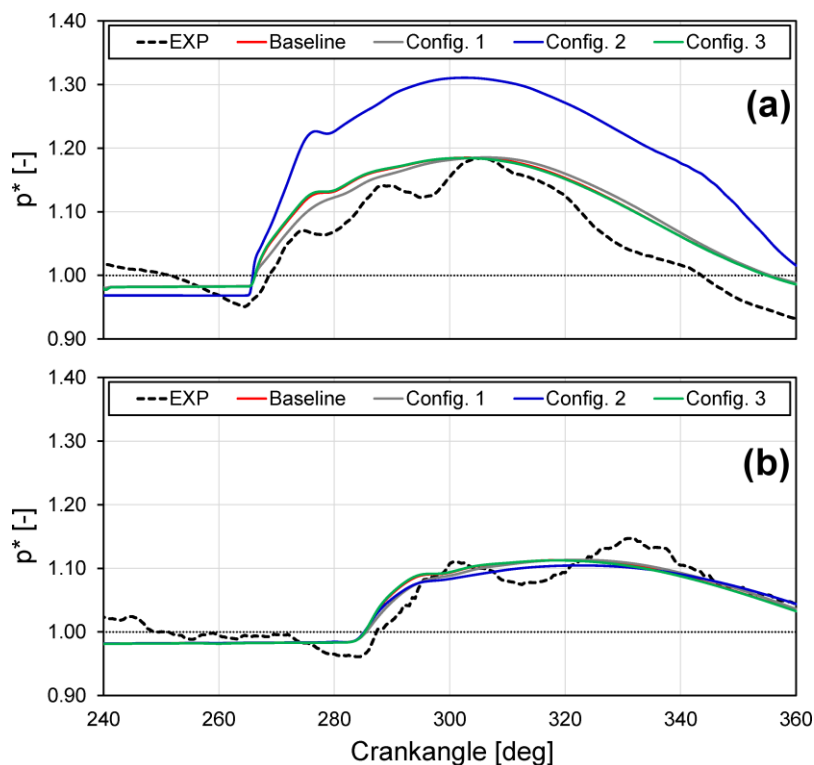 1.40
EXP Baseline Config. 1 Config. 2 Config. 3
1.30
(a)
1.20
p* [-]
1.10
1.00
0.90
1.40
EXP Baseline Config. 1 Config. 2 Config. 3
1.30
(b)
1.20
p* [-]
1.10
1.00
0.90
240 260 280 300 320 340 360
Crankangle [deg]